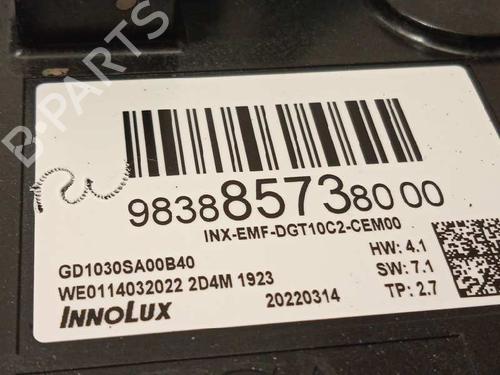 B-PARTS
98388573800 00
INX-EMF-DGT10C2-CEM00
GD1030SA00B40
HW: 4.1
WE0114032022 2D4M 1923
SW: 7.1
INNOLUX
20220314
TP: 2.7